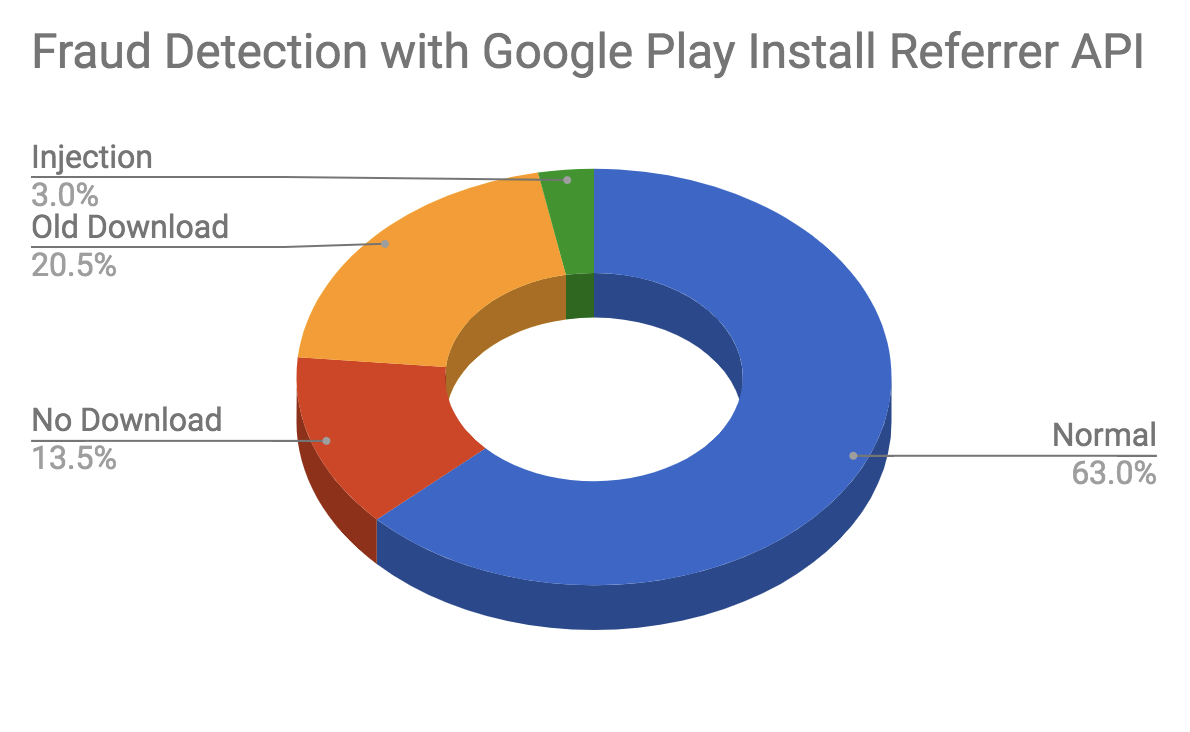 Fraud Detection with Google Play Install Referrer API
Injection
3.0%
Old Download
20.5%
No Download
13.5%
Normal
63.0%